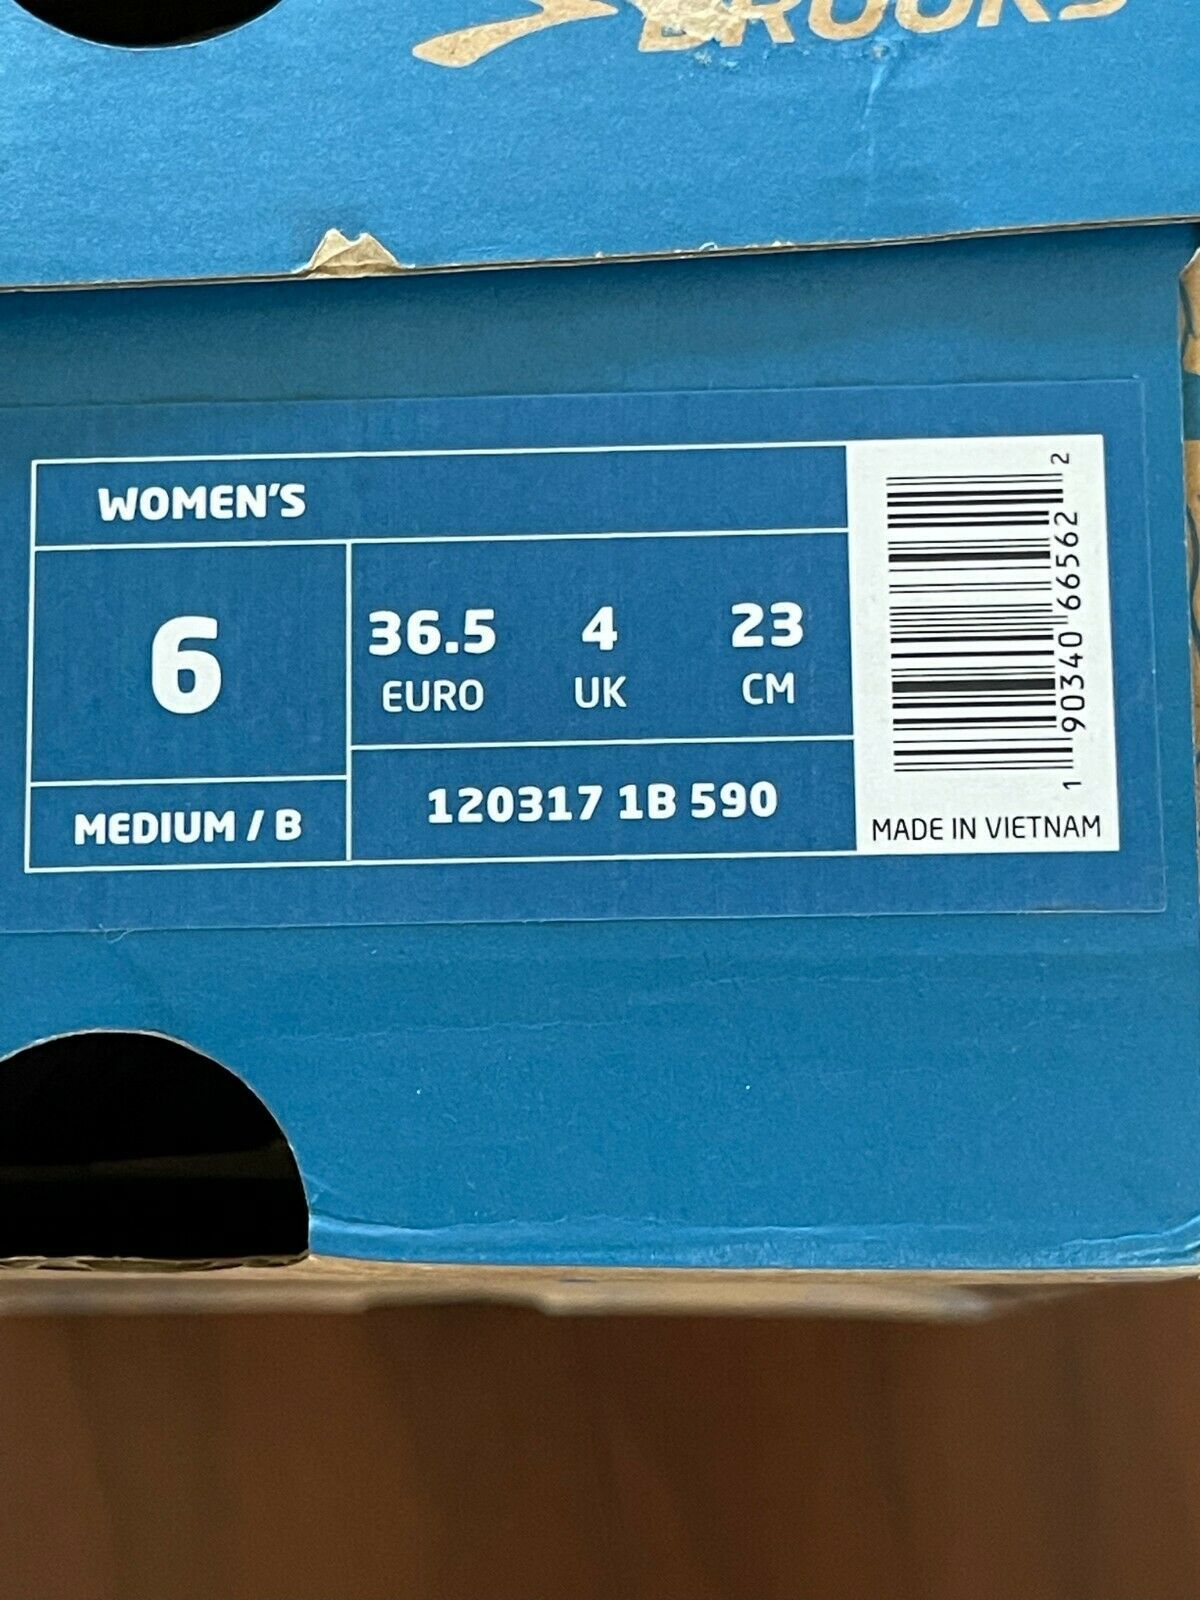 BROOKS
WOMEN'S
6
36.5 4 23
EURO UK CM
MEDIUM / B
120317 1B 590
1 90340 66562 2
MADE IN VIETNAM